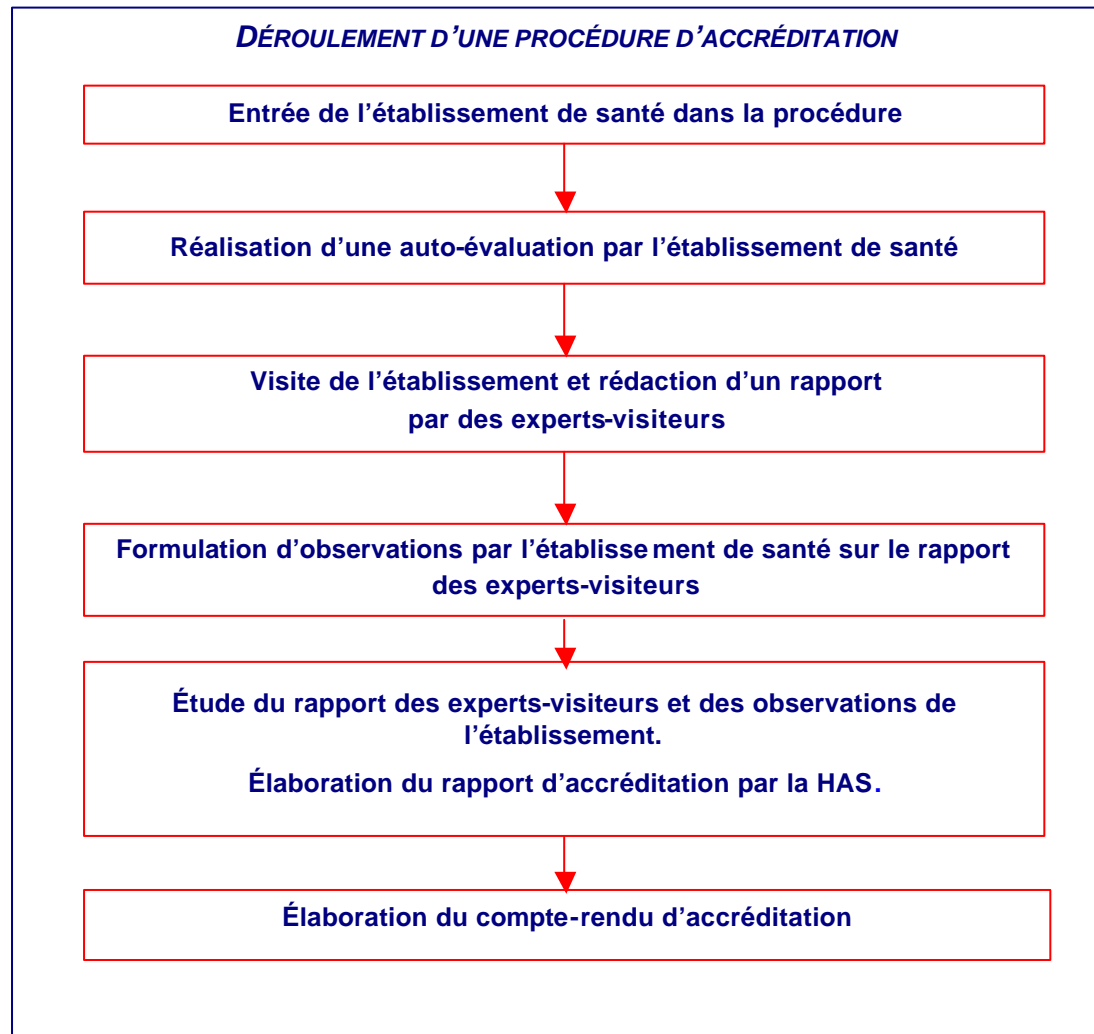 DÉROULEMENT D'UNE PROCÉDURE D'ACCRÉDITATION
Entrée de l'établissement de santé dans la procédure
Réalisation d'une auto-évaluation par l'établissement de santé
Visite de l'établissement et rédaction d'un rapport
par des experts-visiteurs
Formulation d'observations par l'établissement de santé sur le rapport
des experts-visiteurs
Étude du rapport des experts-visiteurs et des observations de
l'établissement.
Élaboration du rapport d'accréditation par la HAS.
Élaboration du compte-rendu d'accréditation